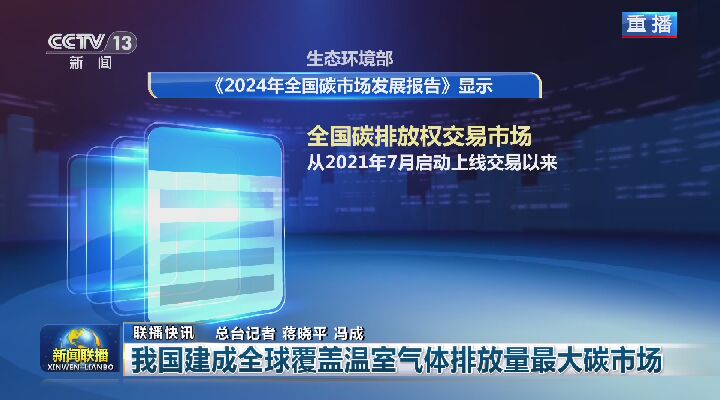 CCTV 13
新闻
重播
生态环境部
《2024年全国碳市场发展报告》显示
全国碳排放权交易市场
从2021年7月启动上线交易以来
联播快讯 总台记者 蒋晓平 冯成
新闻联播
XINWEN-LIANBO
我国建成全球覆盖温室气体排放量最大碳市场